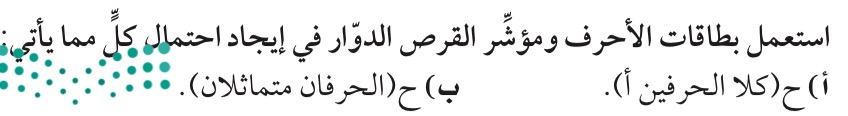 استعمل بطاقات الأحرف ومؤشِّر القرص الدوّار في إيجاد احتمال كلٍّ مما يأتي:
أ) ح(كلا الحرفين أ). ب) ح(الحرفان متماثلان).